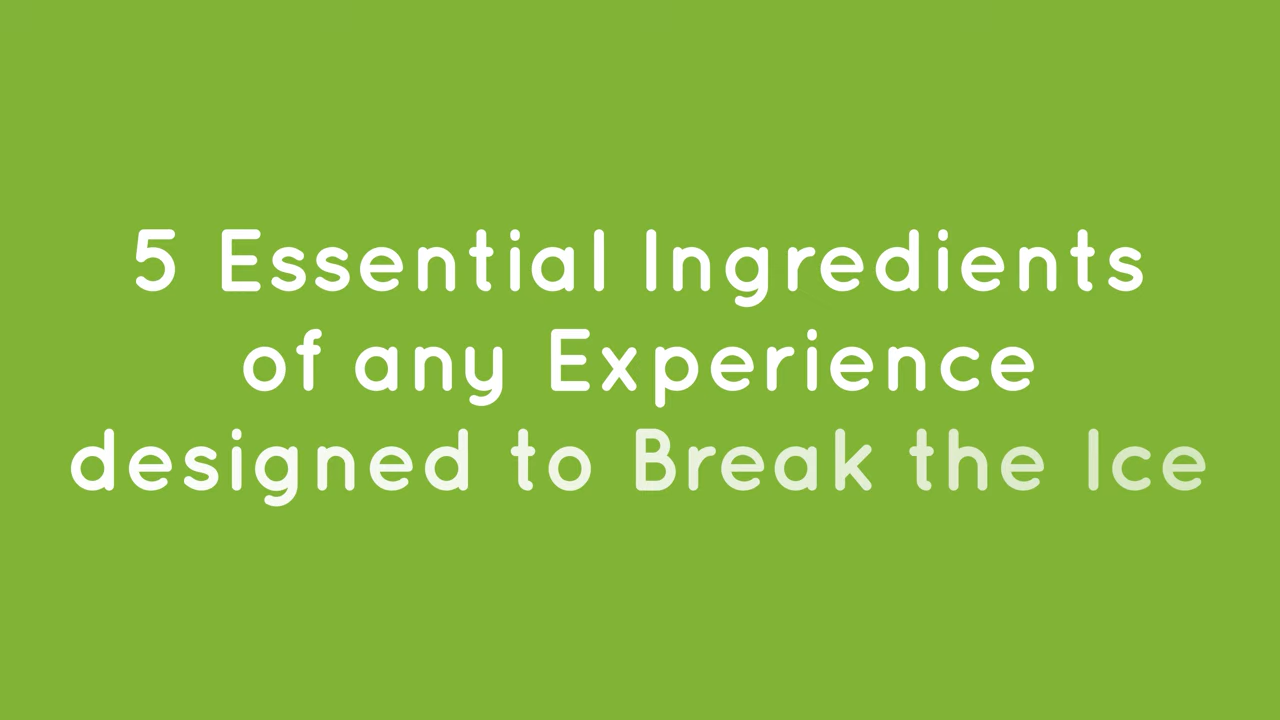 5 Essential Ingredients
of any Experience
designed to Break the Ice